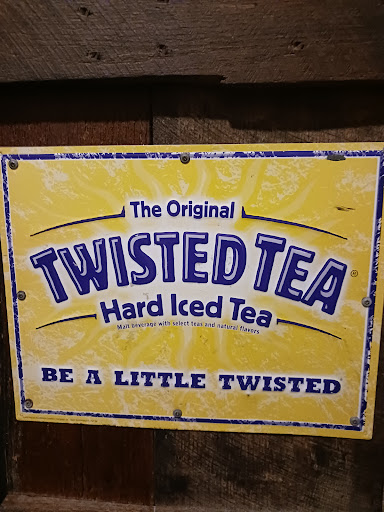 The Original
TWISTED TEA®
Hard Iced Tea
Malt beverage with select teas and natural flavors
BE A LITTLE TWISTED